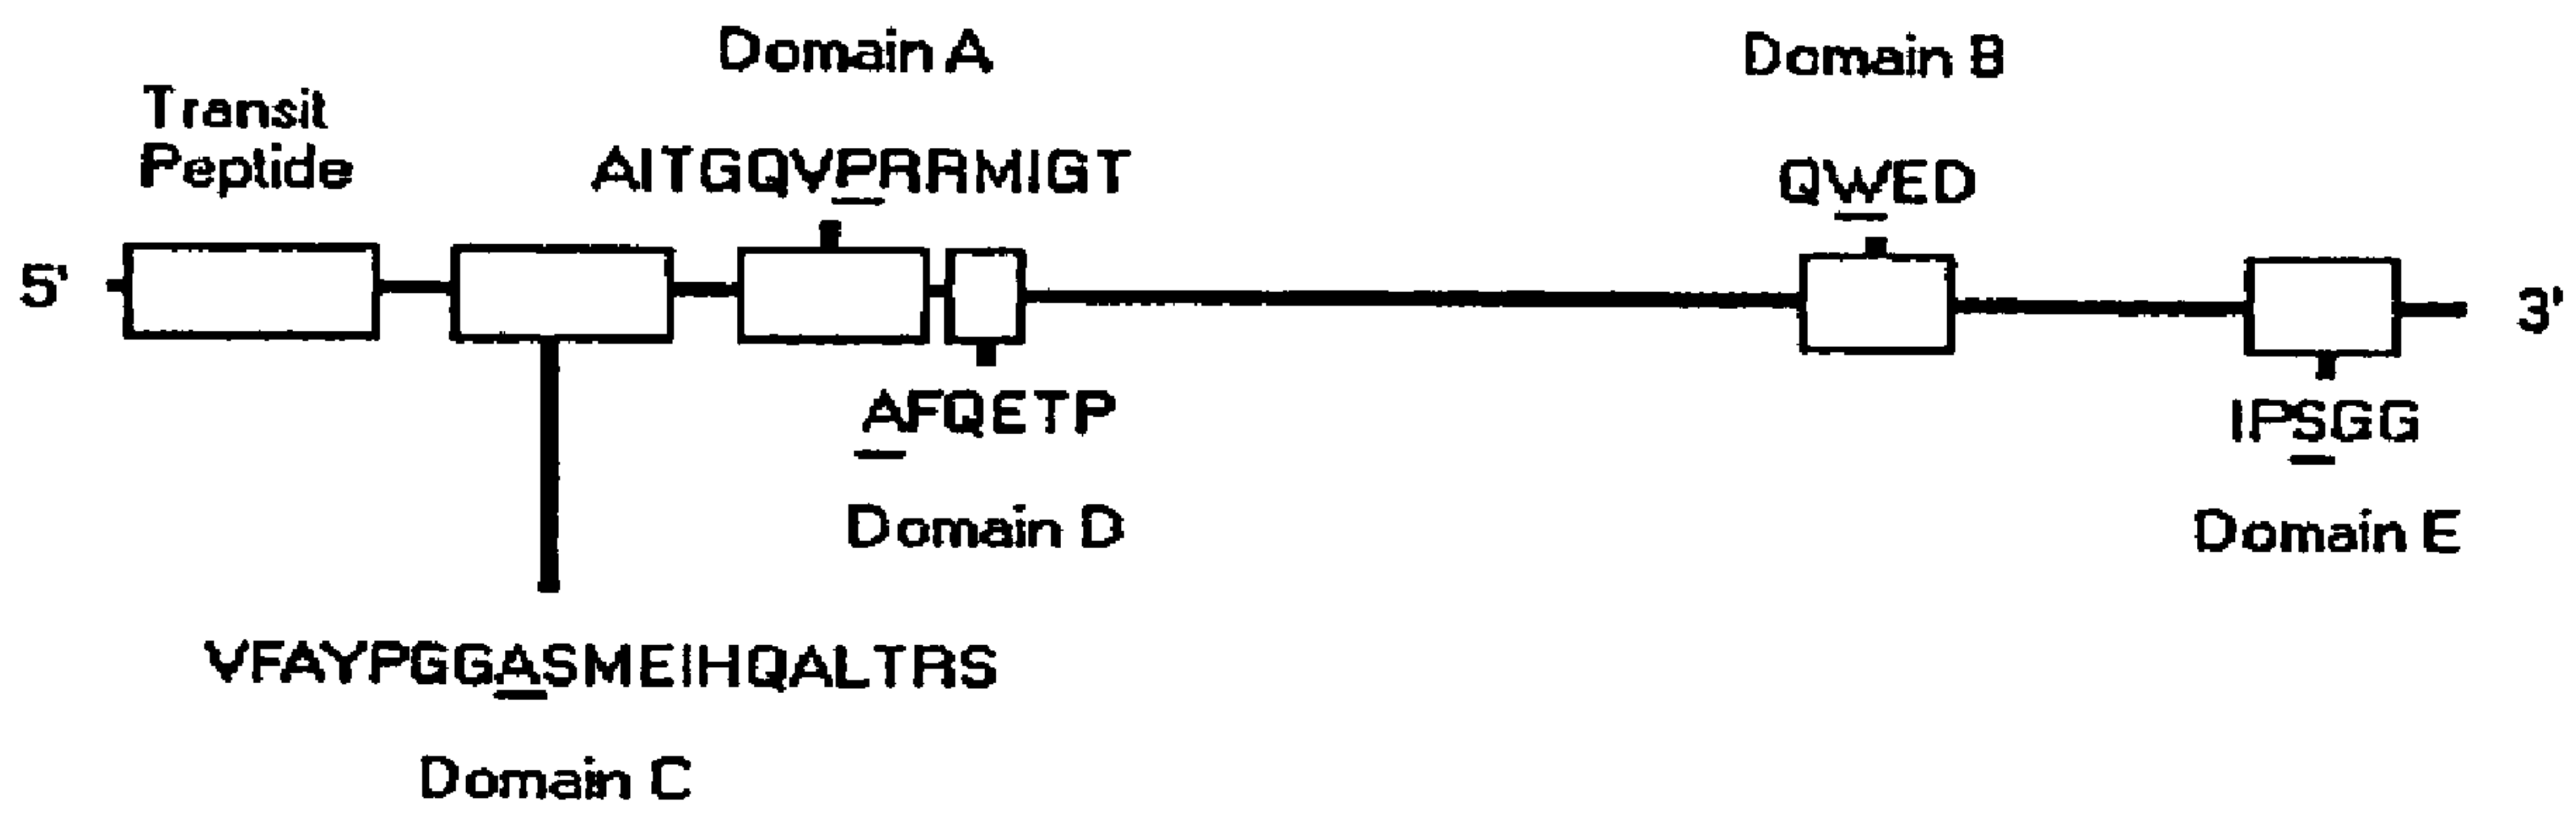 Domain A
Domain B
Transit
Peptide
AITGQVPRRMIGT
QWED
5'
3'
AFQETP
IPSGG
Domain D
Domain E
VFAYPGGASMEIHQALTRS
Domain C